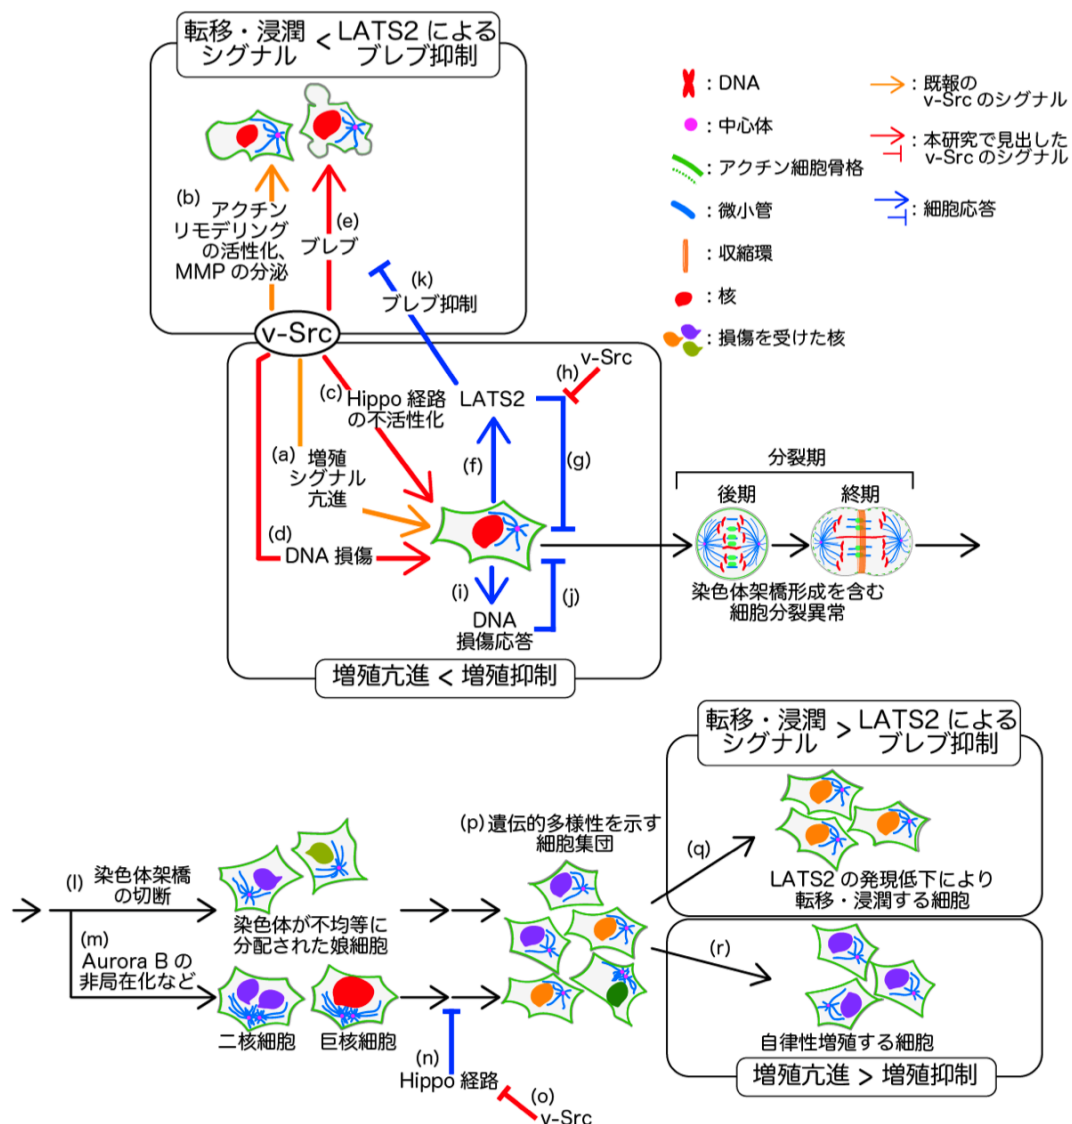 転移・浸潤
シグナル
<
LATS2 による
ブレブ抑制
(b) アクチン
リモデリング
の活性化、
MMP の分泌
(e)
ブレブ
(k)
ブレブ抑制
v-Src
: DNA
: 中心体
: アクチン細胞骨格
: 微小管
: 収縮環
: 核
: 損傷を受けた核
: 既報の
v-Src のシグナル
: 本研究で見出した
v-Src のシグナル
: 細胞応答
(c) Hippo 経路
の不活性化
LATS2
(h) v-Src
(a) 増殖
シグナル
亢進
(f)
(g)
(d)
DNA 損傷
(i)
(j)
DNA
損傷応答
増殖亢進 < 増殖抑制
分裂期
後期
終期
染色体架橋形成を含む
細胞分裂異常
(l) 染色体架橋
の切断
(m)
Aurora B の
非局在化など
染色体が不均等に
分配された娘細胞
二核細胞
巨核細胞
(n)
Hippo 経路
(o)
v-Src
(p) 遺伝的多様性を示す
細胞集団
(q)
(r)
転移・浸潤
シグナル
>
LATS2 による
ブレブ抑制
LATS2 の発現低下により
転移・浸潤する細胞
自律性増殖する細胞
増殖亢進 > 増殖抑制